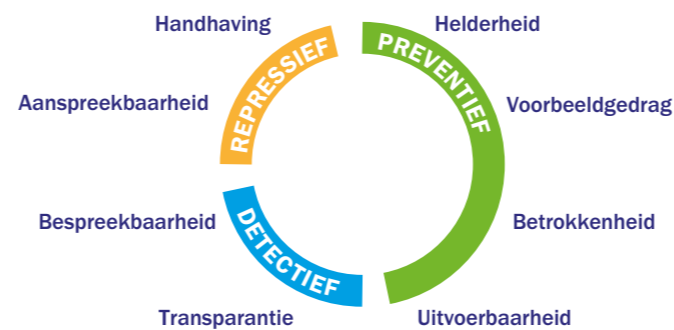 Handhaving
Helderheid
REPRESSIEF
PREVENTIEF
Aanspreekbaarheid
Voorbeeldgedrag
Bespreekbaarheid
Betrokkenheid
DETECTIEF
Transparantie
Uitvoerbaarheid